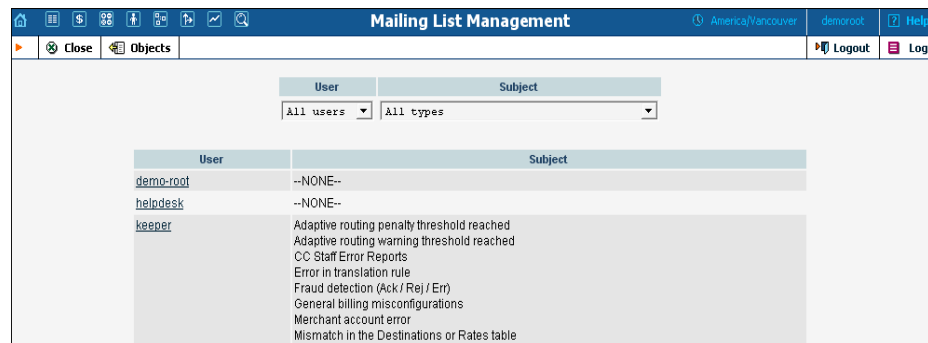 Mailing List Management America/Vancouver demoroot Help
Close Objects Logout Log
User Subject
All users All types
User Subject
demo-root --NONE--
helpdesk --NONE--
keeper Adaptive routing penalty threshold reached
Adaptive routing warning threshold reached
CC Staff Error Reports
Error in translation rule
Fraud detection (Ack / Rej / Err)
General billing misconfigurations
Merchant account error
Mismatch in the Destinations or Rates table